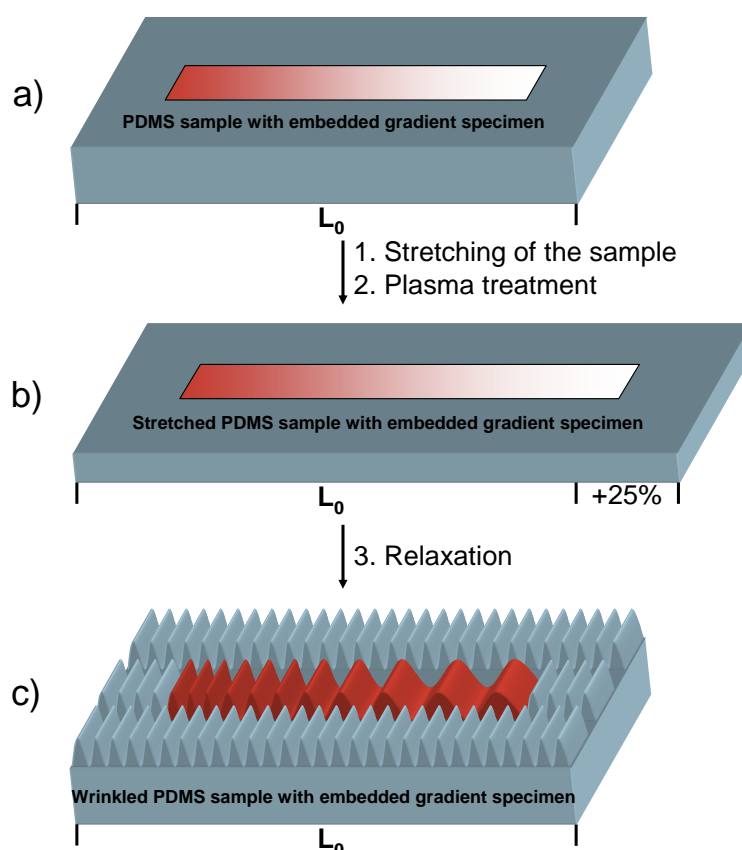 a)
PDMS sample with embedded gradient specimen
L₀
1. Stretching of the sample
2. Plasma treatment
b)
Stretched PDMS sample with embedded gradient specimen
L₀ +25%
3. Relaxation
c)
Wrinkled PDMS sample with embedded gradient specimen
L₀